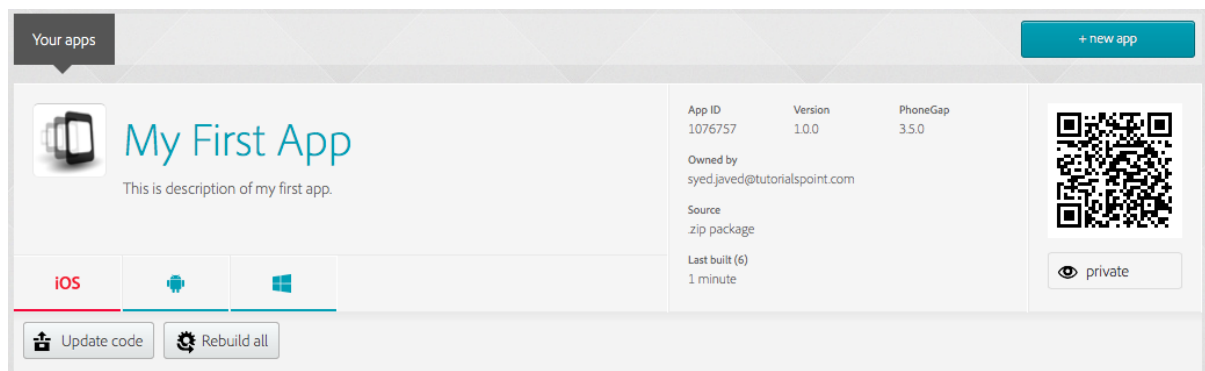 Your apps
+ new app
My First App
This is description of my first app.
App ID Version PhoneGap
1076757 1.0.0 3.5.0
Owned by
syed.javed@tutorialspoint.com
Source
.zip package
Last built (6)
1 minute
private
iOS
Update code Rebuild all